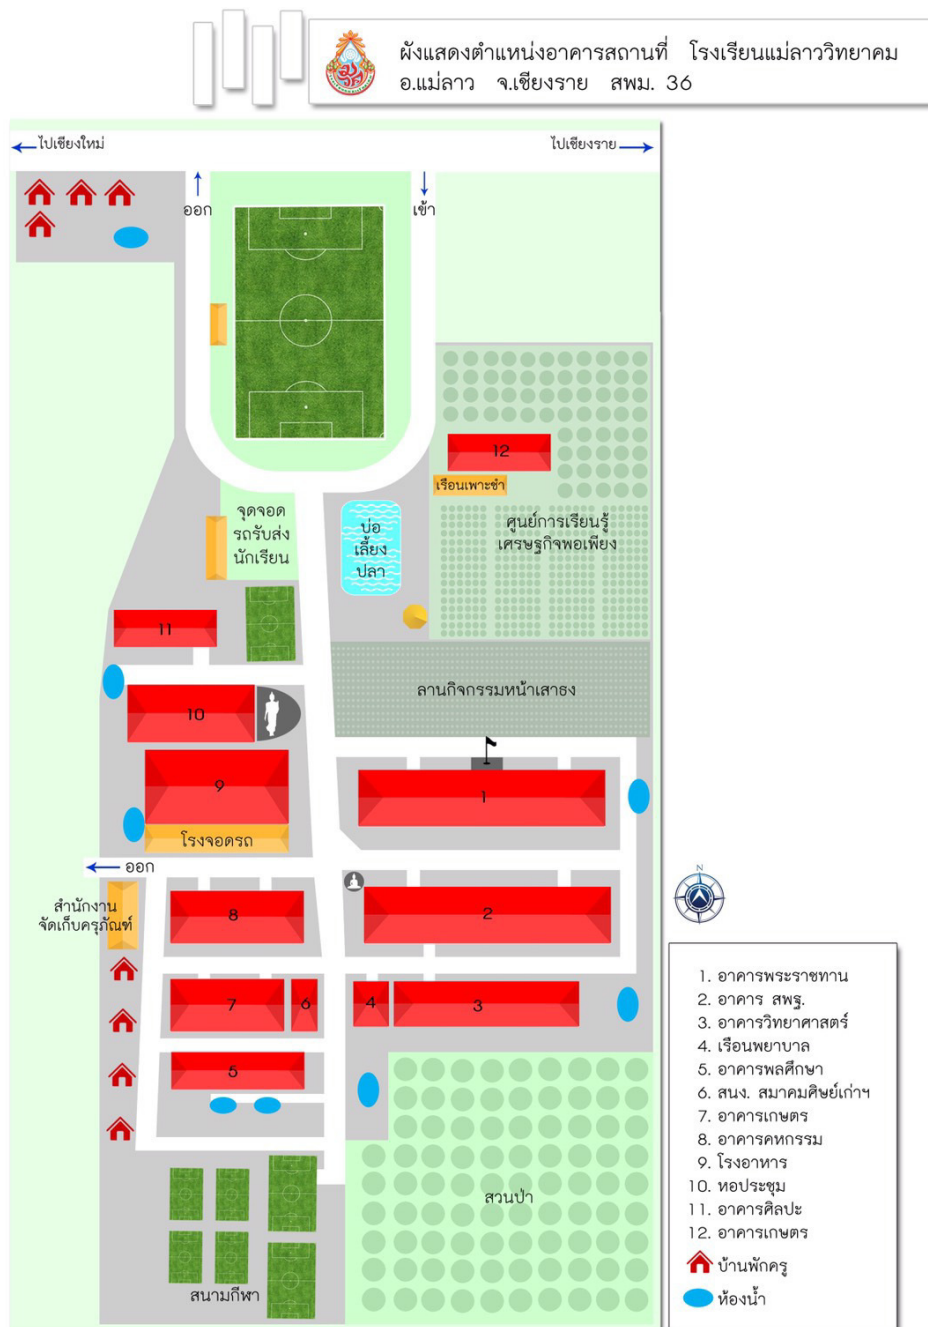 ผังแสดงตำแหน่งอาคารสถานที่ โรงเรียนแม่ลาววิทยาคม
อ.แม่ลาว จ.เชียงราย สพม. 36
ไปเชียงใหม่
ไปเชียงราย
ออก
เข้า
12
เรือนเพาะชำ
ศูนย์การเรียนรู้
เศรษฐกิจพอเพียง
จุดจอด
รถรับส่ง
นักเรียน
บ่อ
เลี้ยง
ปลา
11
ลานกิจกรรมหน้าเสาธง
10
9
โรงจอดรถ
1
ออก
สำนักงาน
จัดเก็บครุภัณฑ์
8
2
N
7
6
4
3
5
สวนป่า
สนามกีฬา
1. อาคารพระราชทาน
2. อาคาร สพฐ.
3. อาคารวิทยาศาสตร์
4. เรือนพยาบาล
5. อาคารพลศึกษา
6. สนง. สมาคมศิษย์เก่าฯ
7. อาคารเกษตร
8. อาคารคหกรรม
9. โรงอาหาร
10. หอประชุม
11. อาคารศิลปะ
12. อาคารเกษตร
บ้านพักครู
ห้องน้ำ